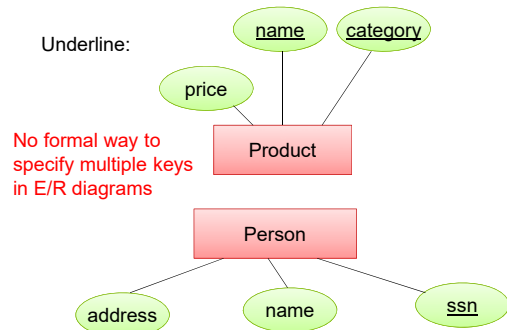 Underline:
name
category
price
No formal way to
specify multiple keys
in E/R diagrams
Product
Person
address
name
ssn